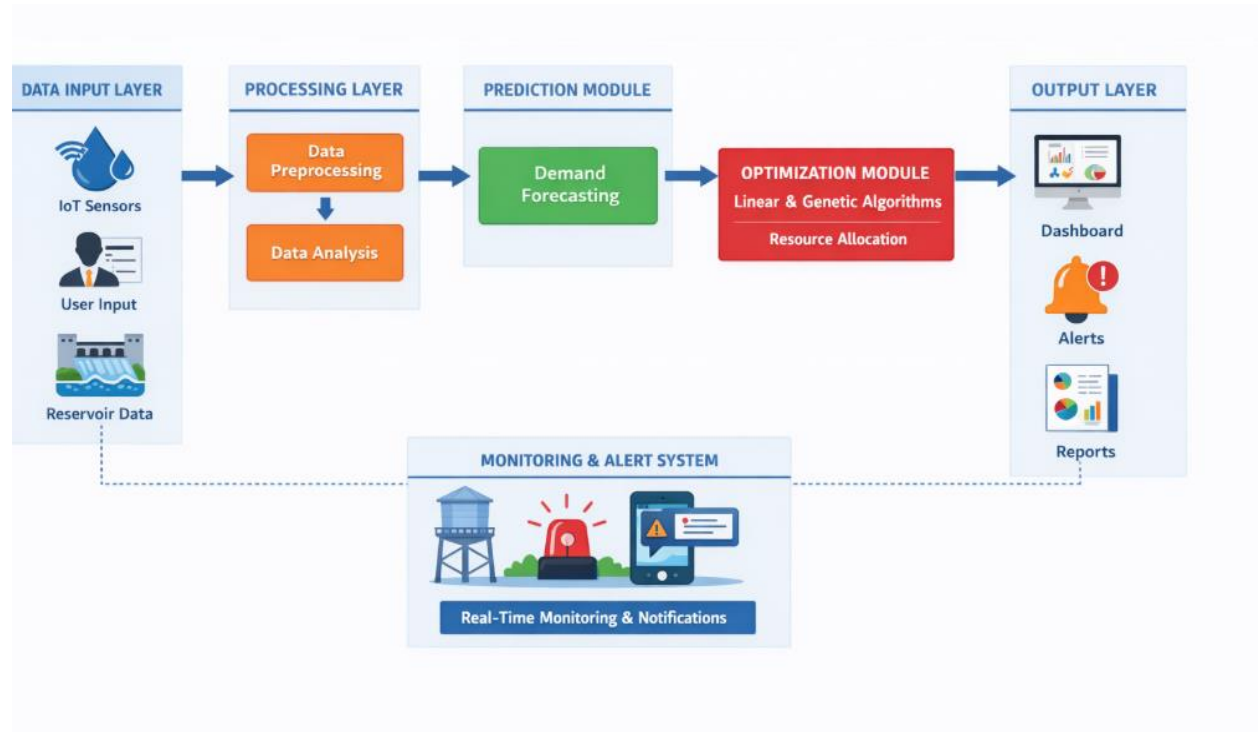 DATA INPUT LAYER
IoT Sensors
User Input
Reservoir Data
PROCESSING LAYER
Data
Preprocessing
Data Analysis
PREDICTION MODULE
Demand
Forecasting
OPTIMIZATION MODULE
Linear & Genetic Algorithms
Resource Allocation
OUTPUT LAYER
Dashboard
Alerts
Reports
MONITORING & ALERT SYSTEM
Real-Time Monitoring & Notifications